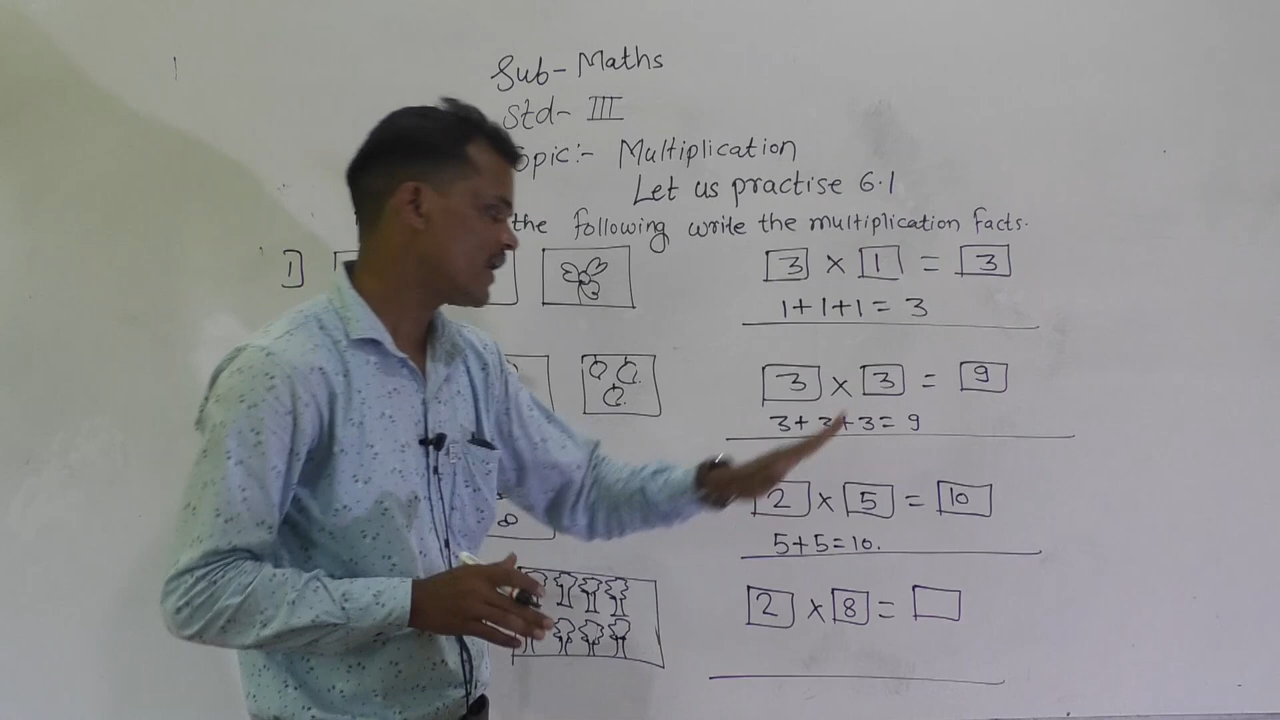 Sub- Maths
Std- III
opic:- Multiplication
Let us practise 6.1
the following write the multiplication facts.
1] 3 × 1 = 3
1+1+1= 3
3 × 3 = 9
3+3+3= 9
2 × 5 = 10
5+5=10.
2 × 8 =